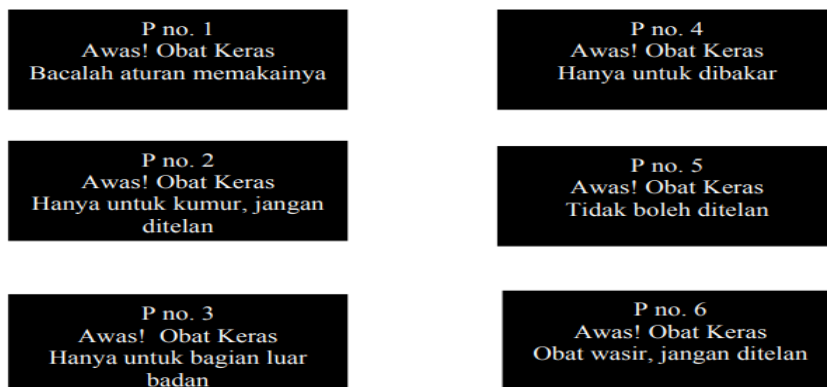 P no. 1
Awas! Obat Keras
Bacalah aturan memakainya
P no. 2
Awas! Obat Keras
Hanya untuk kumur, jangan
ditelan
P no. 3
Awas! Obat Keras
Hanya untuk bagian luar
badan
P no. 4
Awas! Obat Keras
Hanya untuk dibakar
P no. 5
Awas! Obat Keras
Tidak boleh ditelan
P no. 6
Awas! Obat Keras
Obat wasir, jangan ditelan